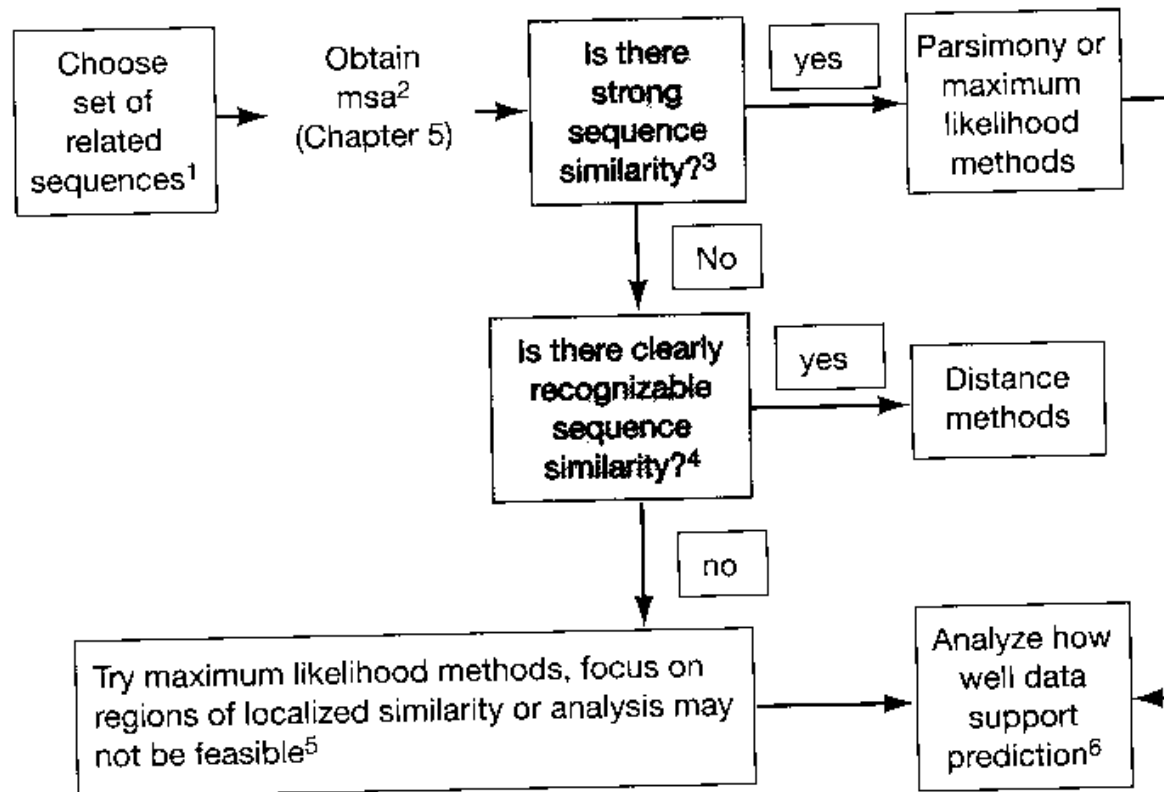 Choose
set of
related
sequences¹
Obtain
msa²
(Chapter 5)
Is there
strong
sequence
similarity?³
yes
Parsimony or
maximum
likelihood
methods
No
Is there clearly
recognizable
sequence
similarity?⁴
yes
Distance
methods
no
Try maximum likelihood methods, focus on
regions of localized similarity or analysis may
not be feasible⁵
Analyze how
well data
support
prediction⁶